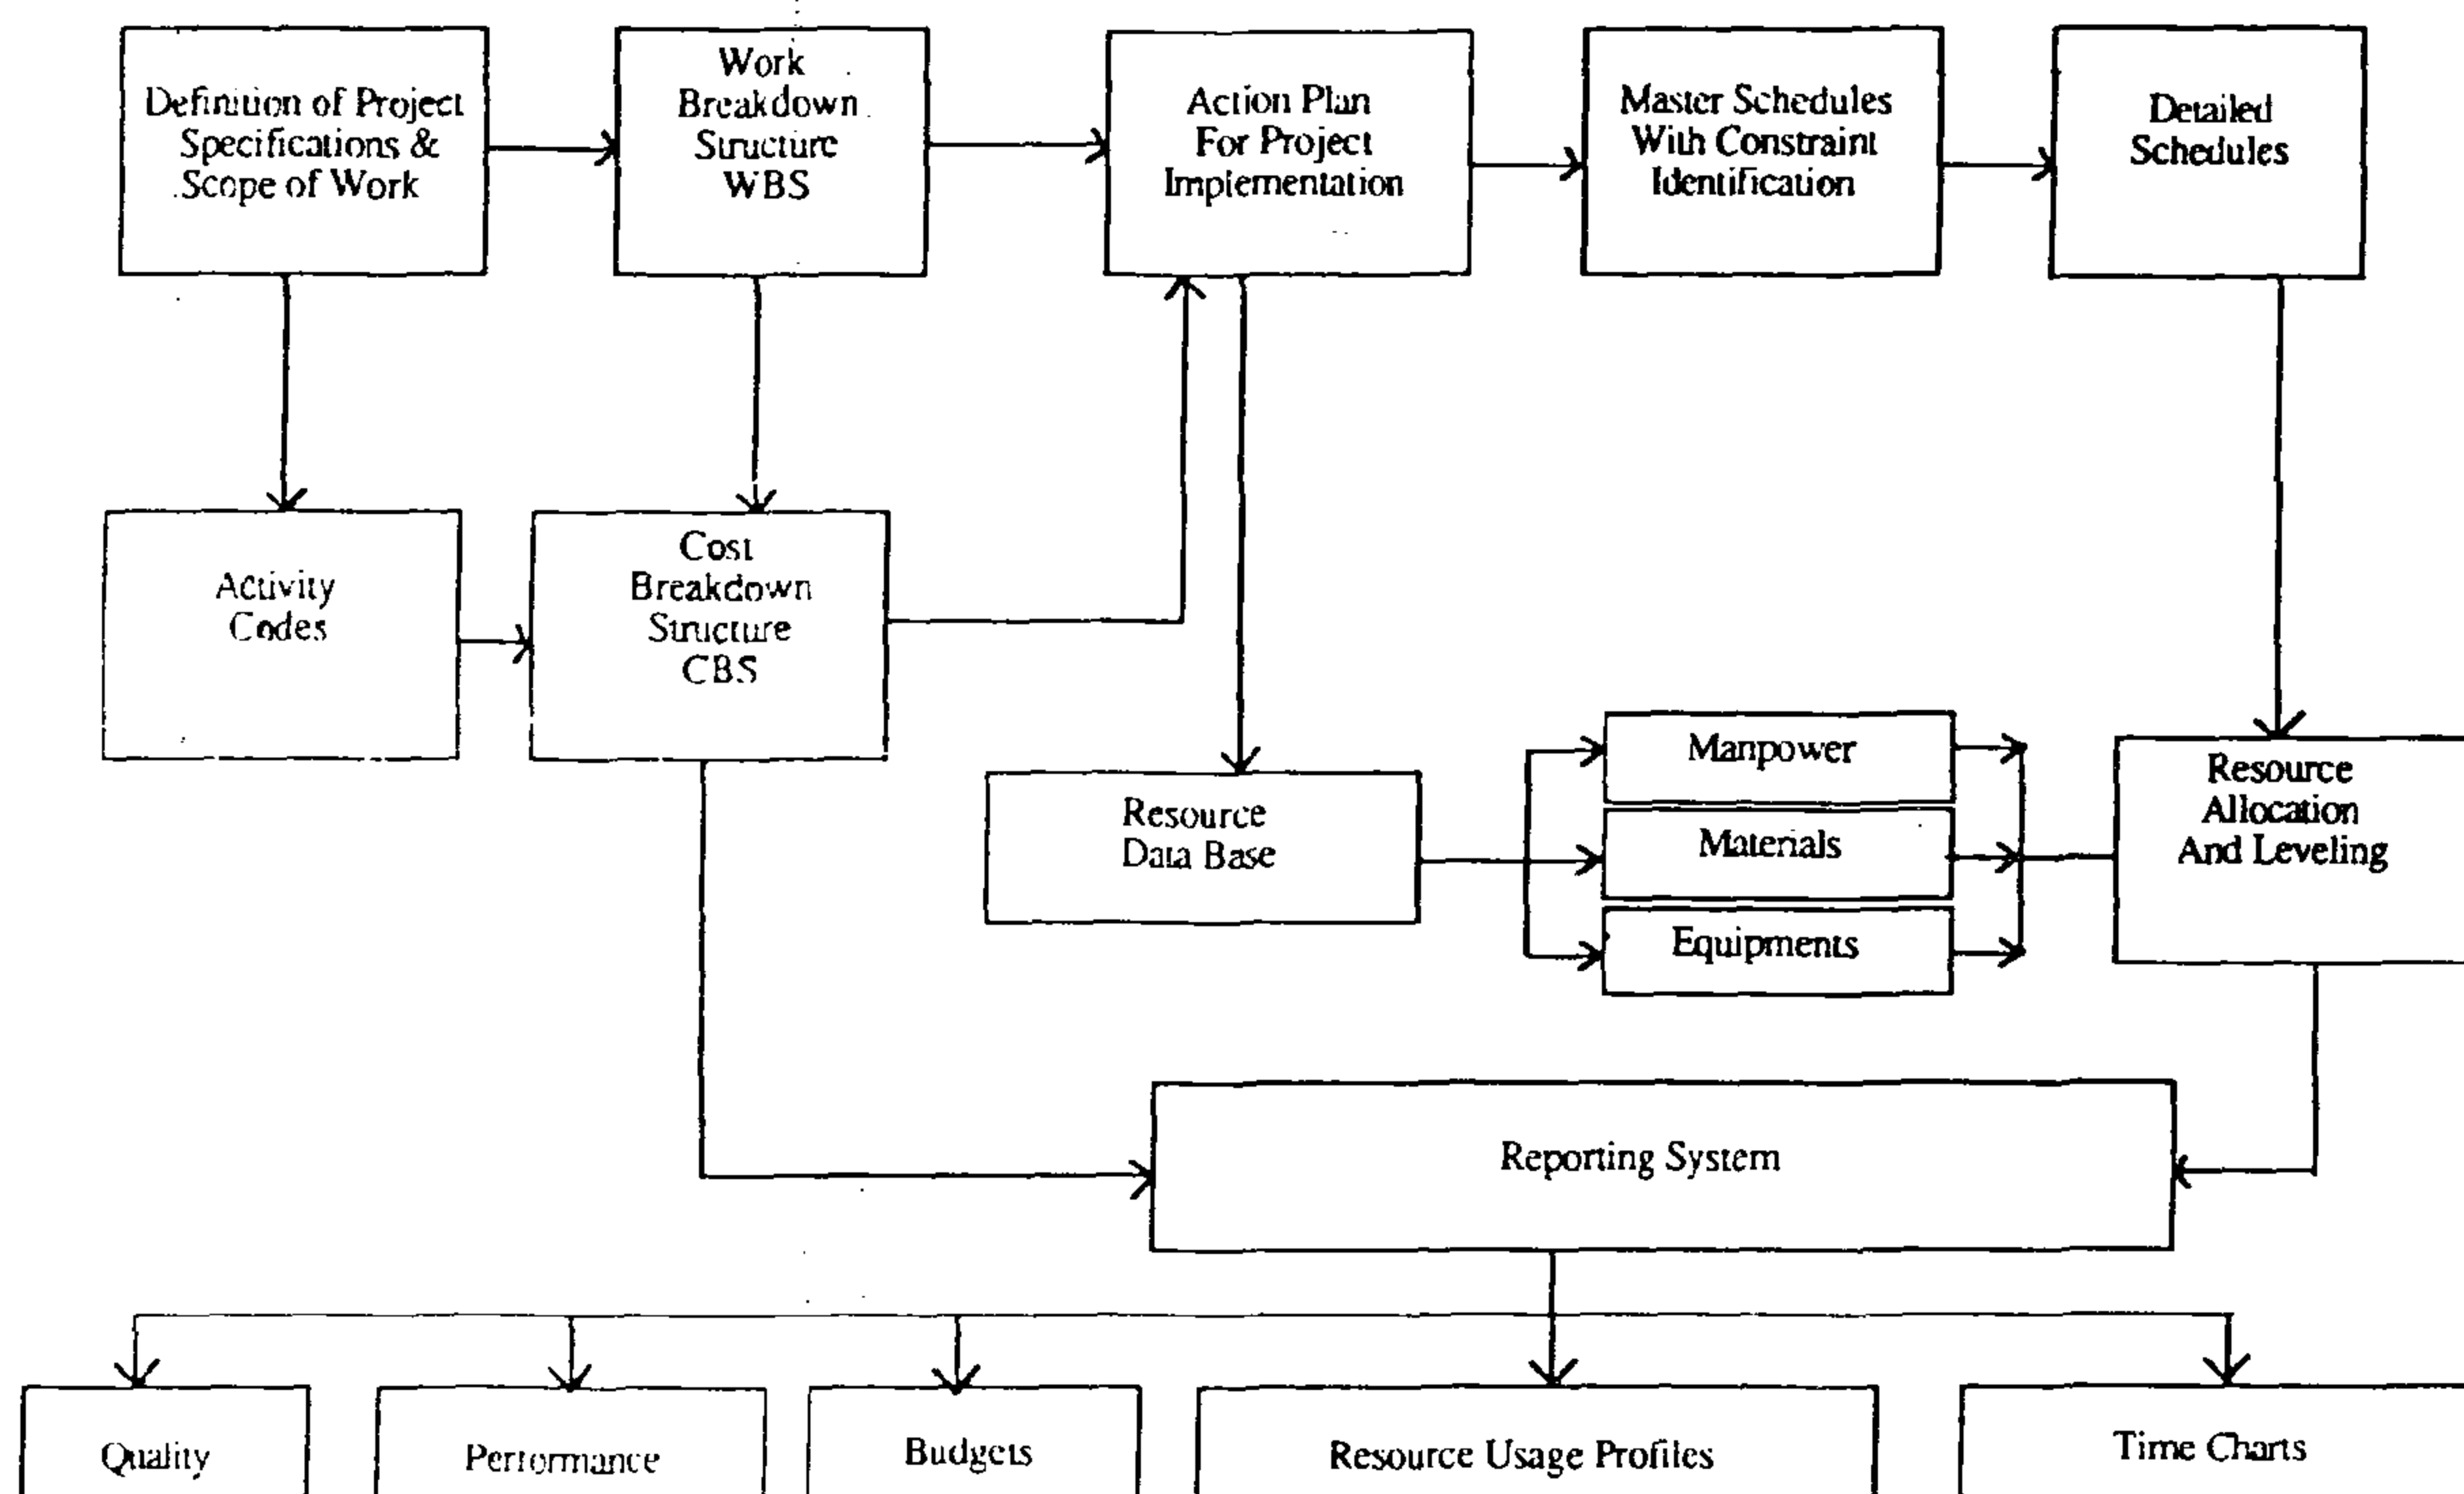 Definition of Project
Specifications &
Scope of Work
Work
Breakdown
Structure
WBS
Action Plan
For Project
Implementation
Master Schedules
With Constraint
Identification
Detailed
Schedules
Activity
Codes
Cost
Breakdown
Structure
CBS
Resource
Data Base
Manpower
Materials
Equipments
Resource
Allocation
And Leveling
Reporting System
Quality
Performance
Budgets
Resource Usage Profiles
Time Charts